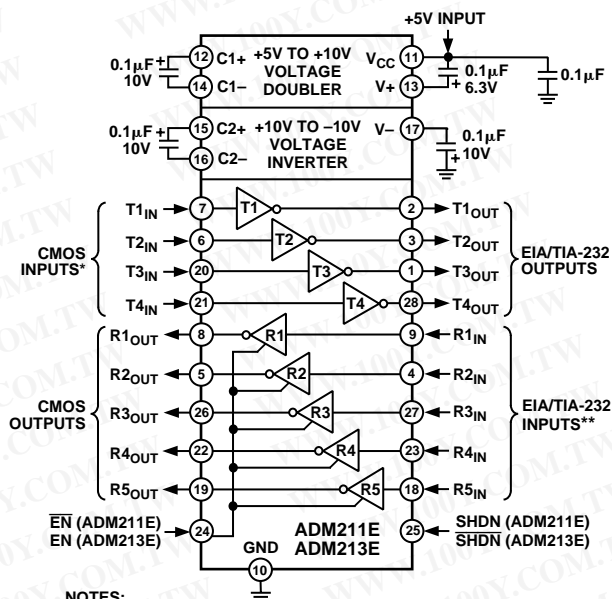 +5V INPUT
12 C1+ +5V TO +10V VOLTAGE DOUBLER VCC 11
0.1µF 10V
14 C1– V+ 13
0.1µF 6.3V
0.1µF
15 C2+ +10V TO –10V VOLTAGE INVERTER V– 17
0.1µF 10V
16 C2–
0.1µF 10V
T1IN 7 T1 2 T1OUT
T2IN 6 T2 3 T2OUT
CMOS INPUTS*
EIA/TIA-232 OUTPUTS
T3IN 20 T3 1 T3OUT
T4IN 21 T4 28 T4OUT
R1OUT 8 R1 9 R1IN
R2OUT 5 R2 4 R2IN
CMOS OUTPUTS
R3OUT 26 R3 27 R3IN
EIA/TIA-232 INPUTS**
R4OUT 22 R4 23 R4IN
R5OUT 19 R5 18 R5IN
E̅N̅ (ADM211E)
EN (ADM213E)
24
GND
10
ADM211E
ADM213E
25
SHDN (ADM211E)
S̅H̅D̅N̅ (ADM213E)
NOTES:
WWW.100Y.COM.TW